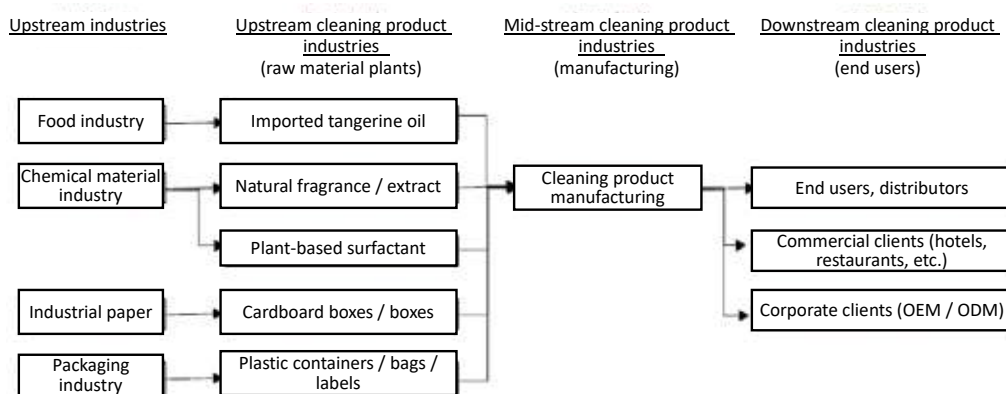 Upstream industries
Upstream cleaning product
industries
(raw material plants)
Mid-stream cleaning product
industries
(manufacturing)
Downstream cleaning product
industries
(end users)
Food industry
Imported tangerine oil
Chemical material
industry
Natural fragrance / extract
Cleaning product
manufacturing
End users, distributors
Plant-based surfactant
Commercial clients (hotels,
restaurants, etc.)
Industrial paper
Cardboard boxes / boxes
Corporate clients (OEM / ODM)
Packaging
industry
Plastic containers / bags /
labels